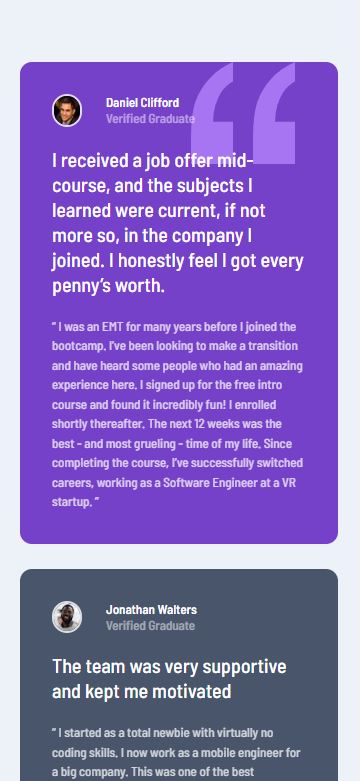 Daniel Clifford
Verified Graduate
I received a job offer mid-
course, and the subjects I
learned were current, if not
more so, in the company I
joined. I honestly feel I got every
penny’s worth.
“ I was an EMT for many years before I joined the
bootcamp. I’ve been looking to make a transition
and have heard some people who had an amazing
experience here. I signed up for the free intro
course and found it incredibly fun! I enrolled
shortly thereafter. The next 12 weeks was the
best - and most grueling - time of my life. Since
completing the course, I’ve successfully switched
careers, working as a Software Engineer at a VR
startup. ”
Jonathan Walters
Verified Graduate
The team was very supportive
and kept me motivated
“ I started as a total newbie with virtually no
coding skills. I now work as a mobile engineer for
a big company. This was one of the best